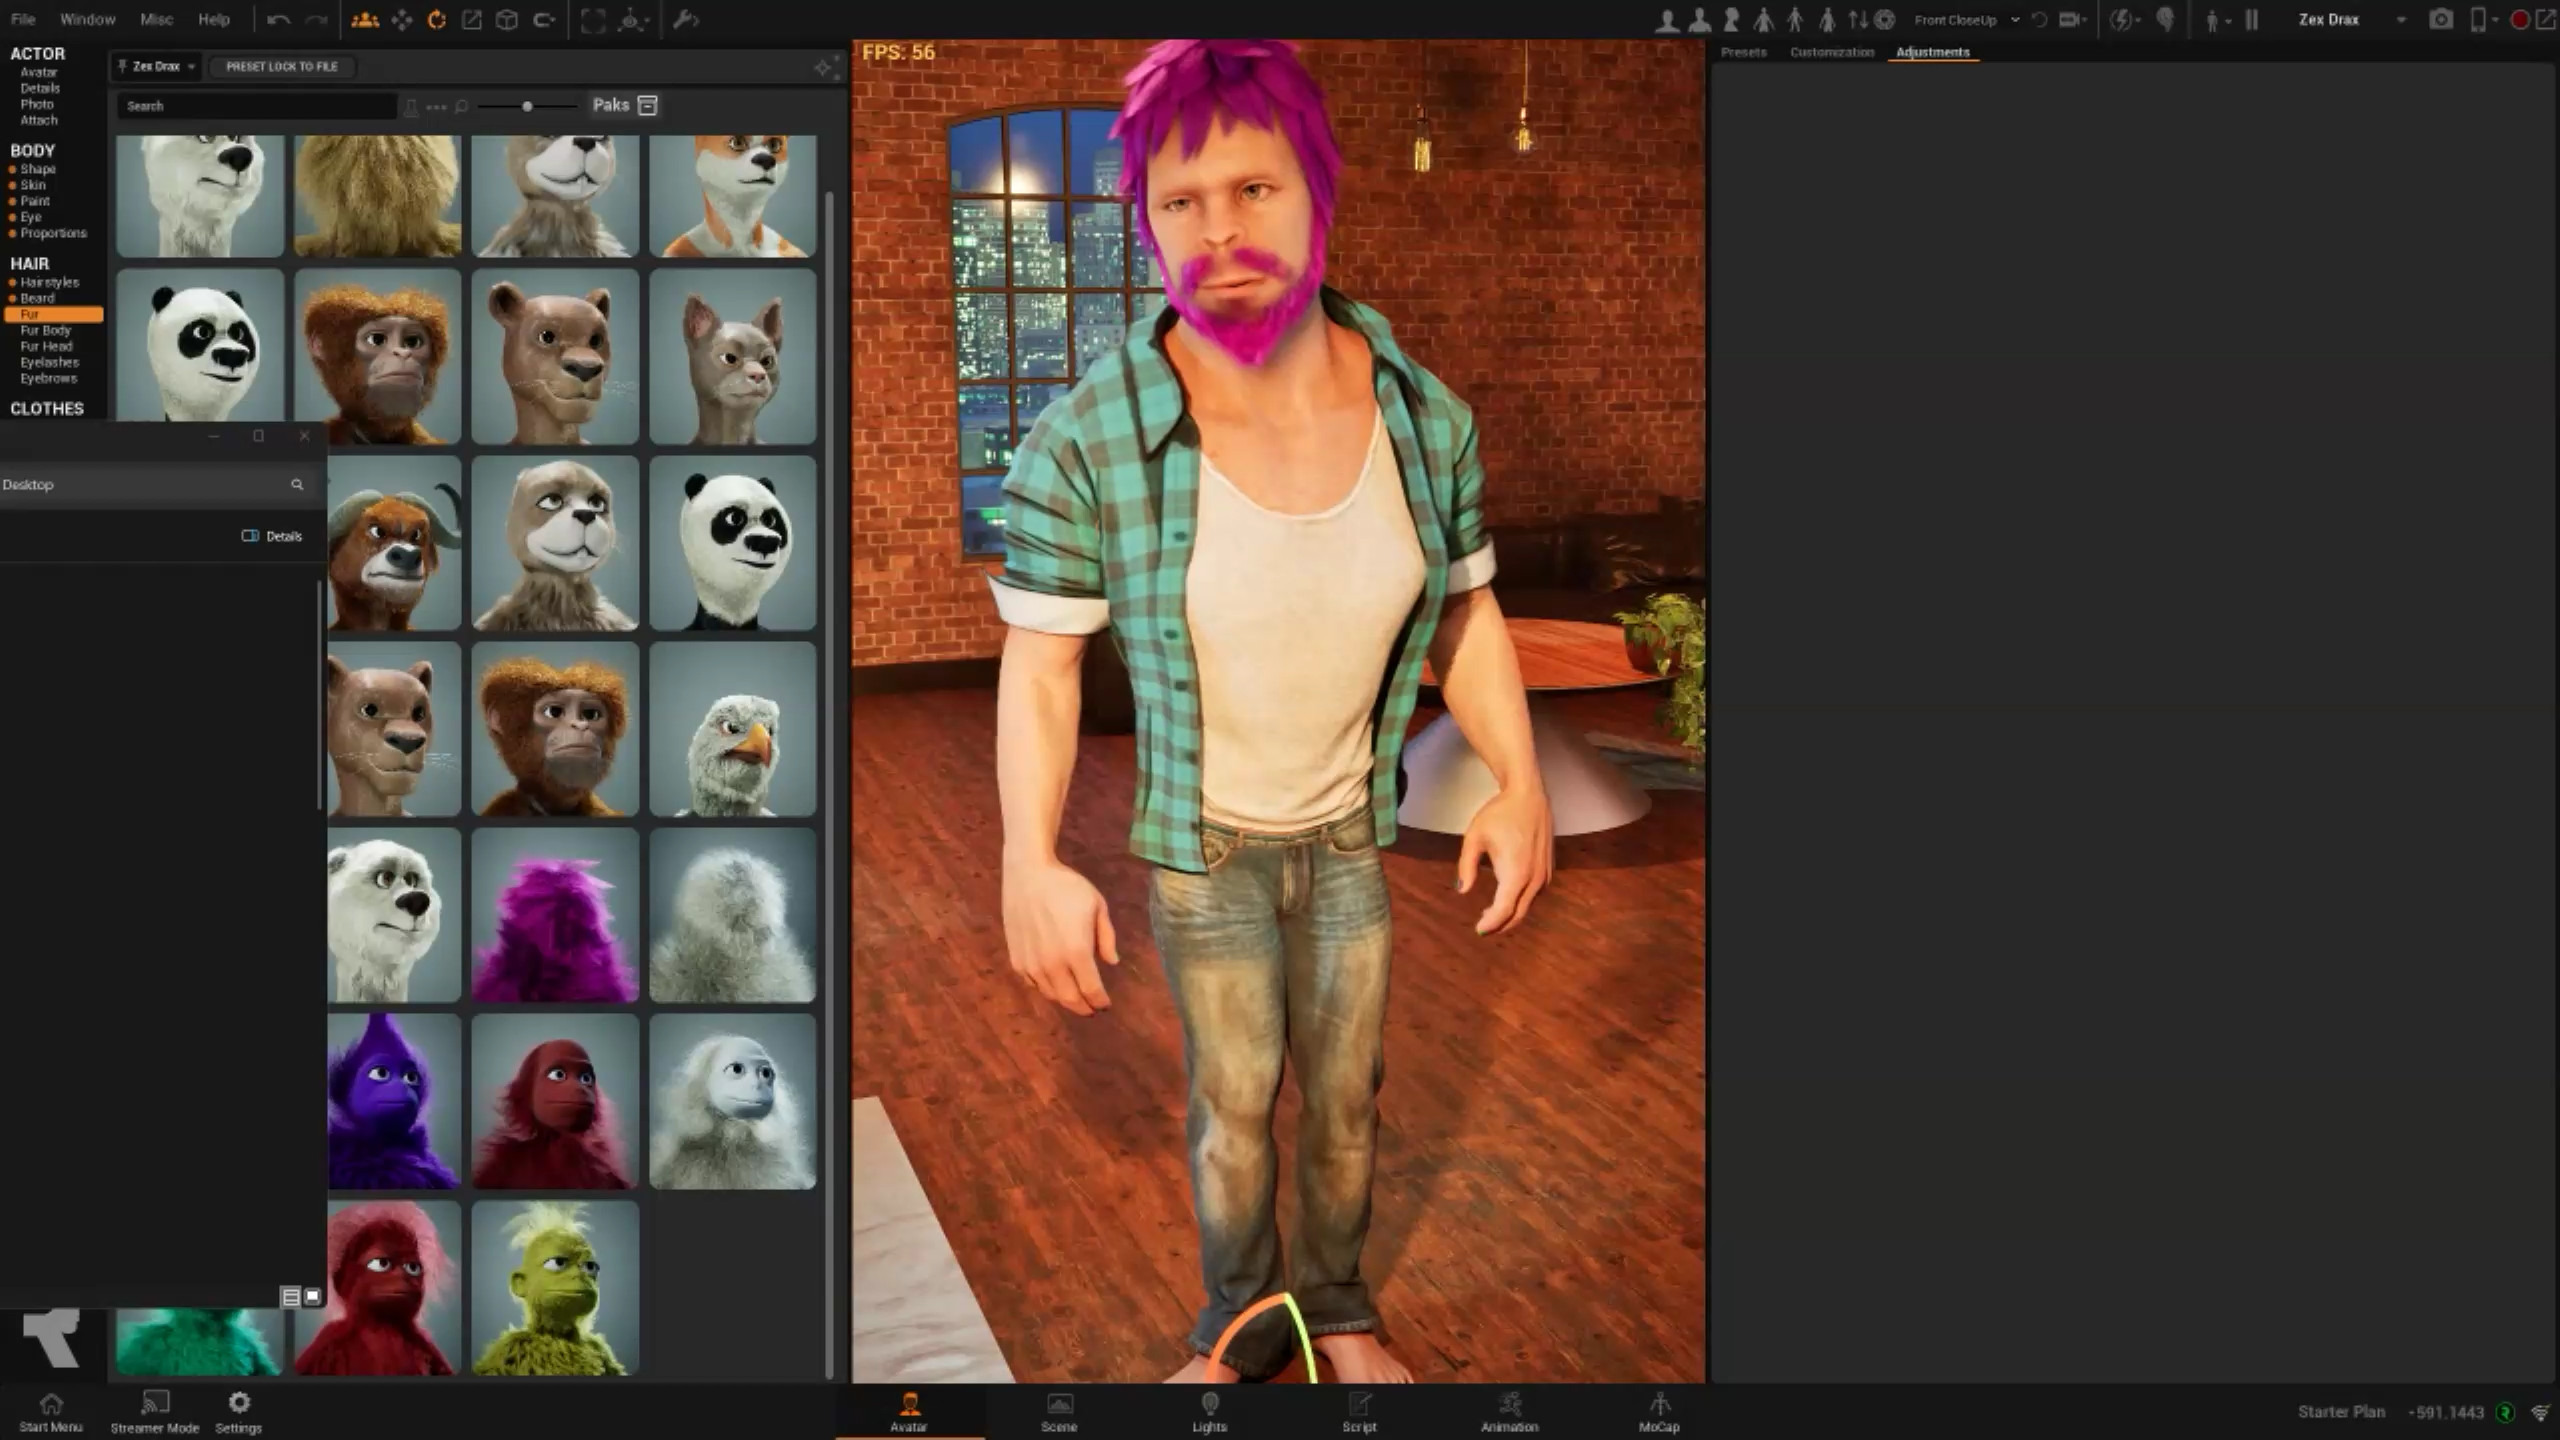 File Window Misc Help
Front CloseUp
Zex Drax
ACTOR
Avatar
Details
Photo
Attach
BODY
Shape
Skin
Paint
Eye
Proportions
HAIR
Hairstyles
Beard
Fur
Fur Body
Fur Head
Eyelashes
Eyebrows
CLOTHES
Zex Drax
PRESET LOCK TO FILE
Search
Paks
Desktop
Details
FPS: 56
Presets Customization Adjustments
Start Menu
Streamer Mode
Settings
Avatar
Scene
Lights
Script
Animation
MoCap
Starter Plan
-591.1443